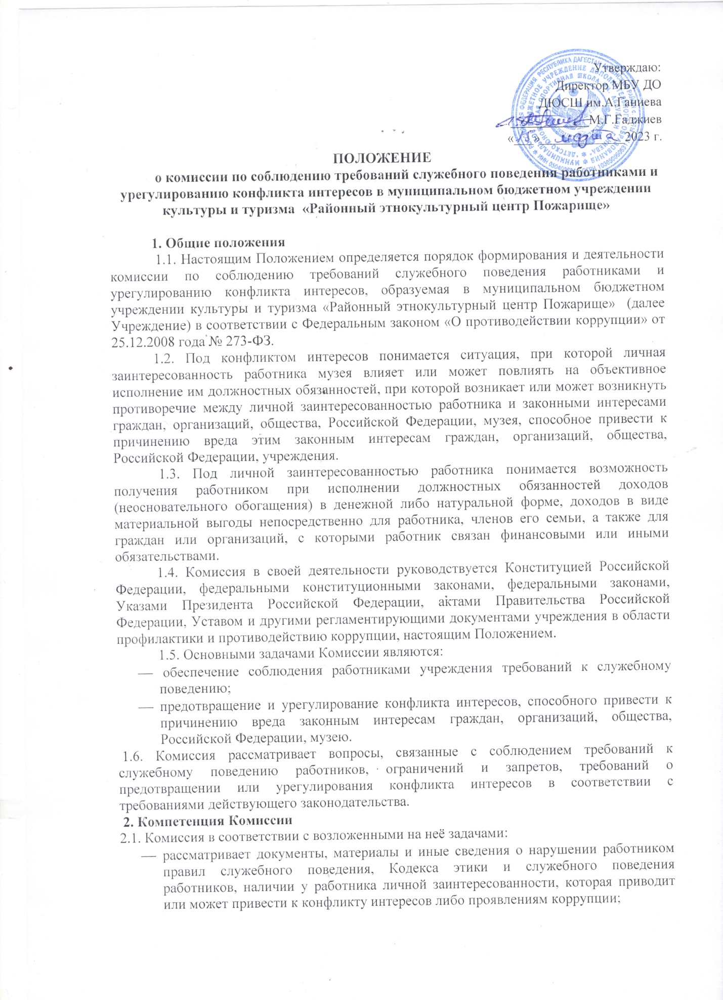 Утверждаю:
Директор МБУ ДО
ДЮСШ им.А.Ганиева
М.Г.Гаджиев
«15» марта 2023 г.
ПОЛОЖЕНИЕ
о комиссии по соблюдению требований служебного поведения работниками и
урегулированию конфликта интересов в муниципальном бюджетном учреждении
культуры и туризма «Районный этнокультурный центр Пожарище»
1. Общие положения
1.1. Настоящим Положением определяется порядок формирования и деятельности
комиссии по соблюдению требований служебного поведения работниками и
урегулированию конфликта интересов, образуемая в муниципальном бюджетном
учреждении культуры и туризма «Районный этнокультурный центр Пожарище» (далее
Учреждение) в соответствии с Федеральным законом «О противодействии коррупции» от
25.12.2008 года № 273-ФЗ.
1.2. Под конфликтом интересов понимается ситуация, при которой личная
заинтересованность работника музея влияет или может повлиять на объективное
исполнение им должностных обязанностей, при которой возникает или может возникнуть
противоречие между личной заинтересованностью работника и законными интересами
граждан, организаций, общества, Российской Федерации, музея, способное привести к
причинению вреда этим законным интересам граждан, организаций, общества,
Российской Федерации, учреждения.
1.3. Под личной заинтересованностью работника понимается возможность
получения работником при исполнении должностных обязанностей доходов
(неосновательного обогащения) в денежной либо натуральной форме, доходов в виде
материальной выгоды непосредственно для работника, членов его семьи, а также для
граждан или организаций, с которыми работник связан финансовыми или иными
обязательствами.
1.4. Комиссия в своей деятельности руководствуется Конституцией Российской
Федерации, федеральными конституционными законами, федеральными законами,
Указами Президента Российской Федерации, актами Правительства Российской
Федерации, Уставом и другими регламентирующими документами учреждения в области
профилактики и противодействию коррупции, настоящим Положением.
1.5. Основными задачами Комиссии являются:
— обеспечение соблюдения работниками учреждения требований к служебному
поведению;
— предотвращение и урегулирование конфликта интересов, способного привести к
причинению вреда законным интересам граждан, организаций, общества,
Российской Федерации, музею.
1.6. Комиссия рассматривает вопросы, связанные с соблюдением требований к
служебному поведению работников, ограничений и запретов, требований о
предотвращении или урегулирования конфликта интересов в соответствии с
требованиями действующего законодательства.
2. Компетенция Комиссии
2.1. Комиссия в соответствии с возложенными на неё задачами:
— рассматривает документы, материалы и иные сведения о нарушении работником
правил служебного поведения, Кодекса этики и служебного поведения
работников, наличии у работника личной заинтересованности, которая приводит
или может привести к конфликту интересов либо проявлениям коррупции;